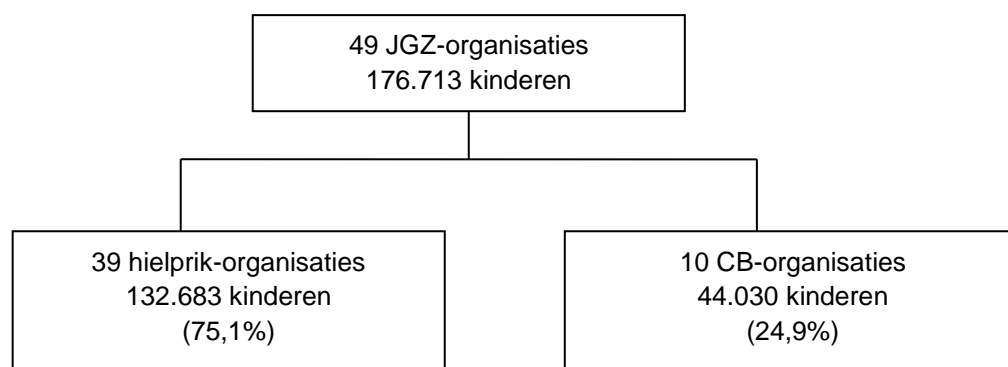 49 JGZ-organisaties
176.713 kinderen
39 hielprik-organisaties
132.683 kinderen
(75,1%)
10 CB-organisaties
44.030 kinderen
(24,9%)